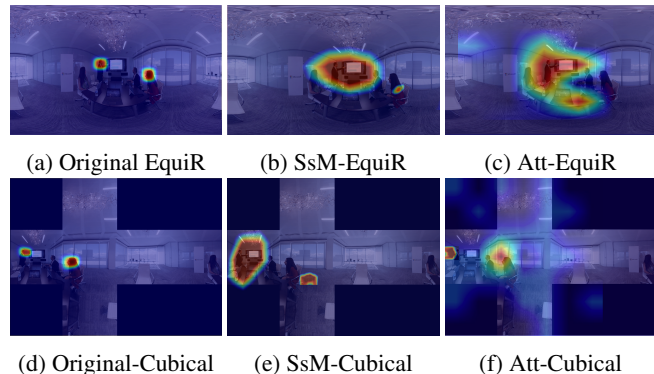 (a) Original EquiR
(b) SsM-EquiR
(c) Att-EquiR
(d) Original-Cubical
(e) SsM-Cubical
(f) Att-Cubical